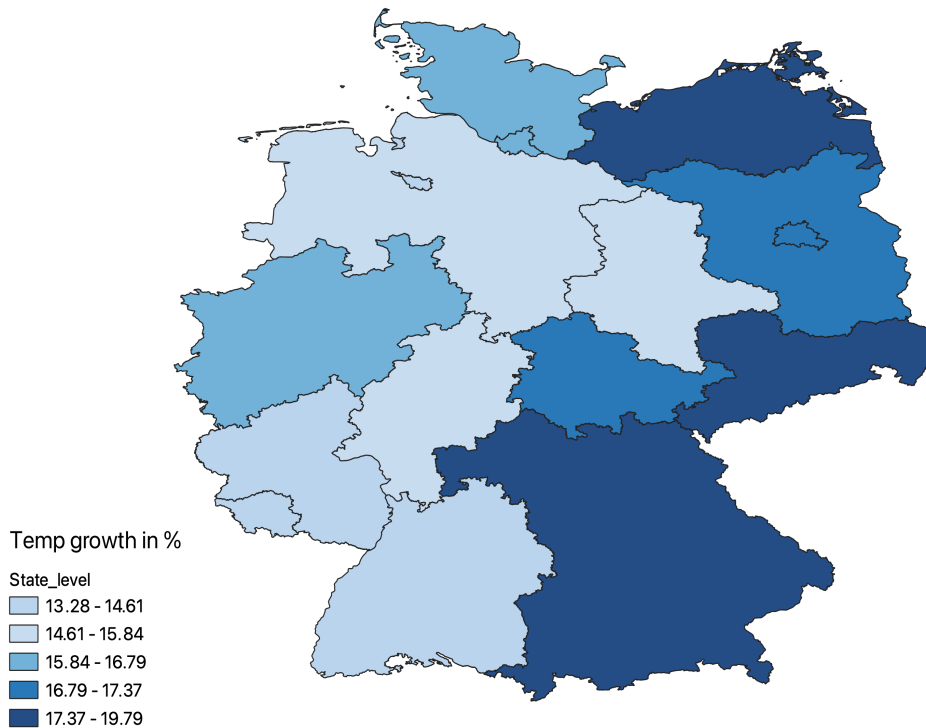 Temp growth in %
State_level
13.28 - 14.61
14.61 - 15.84
15.84 - 16.79
16.79 - 17.37
17.37 - 19.79